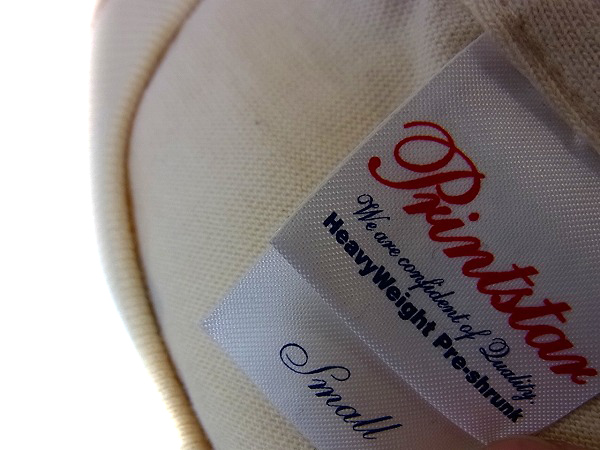 Printstar
We are confident of Quality.
HeavyWeight Pre-shrunk
Small